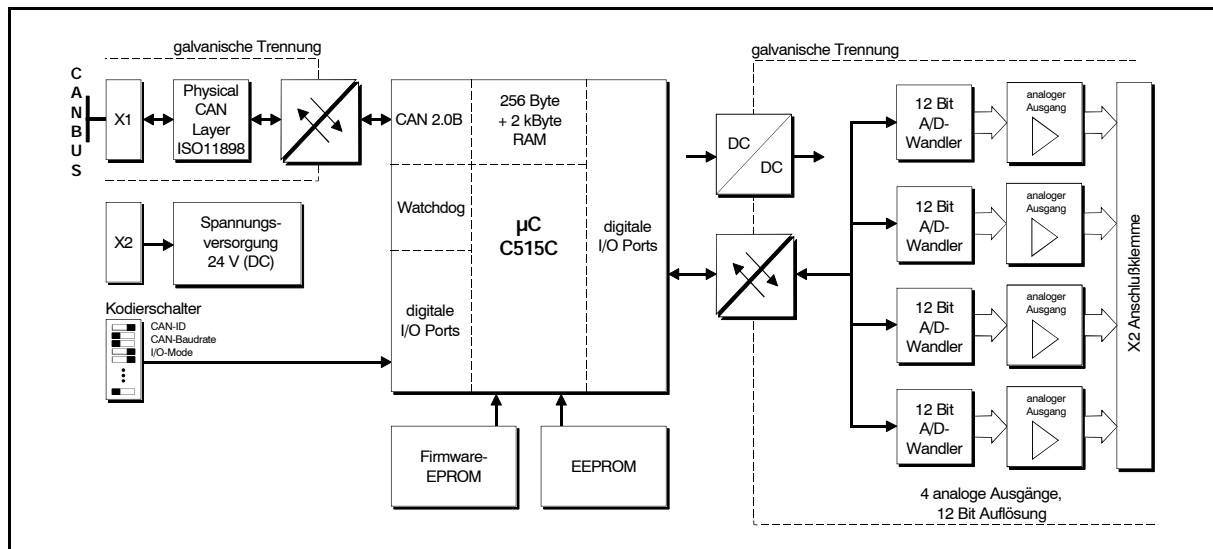 galvanische Trennung
C
A
N
B
U
S
X1
Physical
CAN
Layer
ISO11898
CAN 2.0B
256 Byte
+ 2 kByte
RAM
Watchdog
µC
C515C
digitale
I/O Ports
digitale
I/O Ports
X2
Spannungs-
versorgung
24 V (DC)
Kodierschalter
CAN-ID
CAN-Baudrate
I/O-Mode
Firmware-
EPROM
EEPROM
galvanische Trennung
DC
DC
12 Bit
A/D-
Wandler
analoger
Ausgang
12 Bit
A/D-
Wandler
analoger
Ausgang
12 Bit
A/D-
Wandler
analoger
Ausgang
12 Bit
A/D-
Wandler
analoger
Ausgang
X2 Anschlußklemme
4 analoge Ausgänge,
12 Bit Auflösung